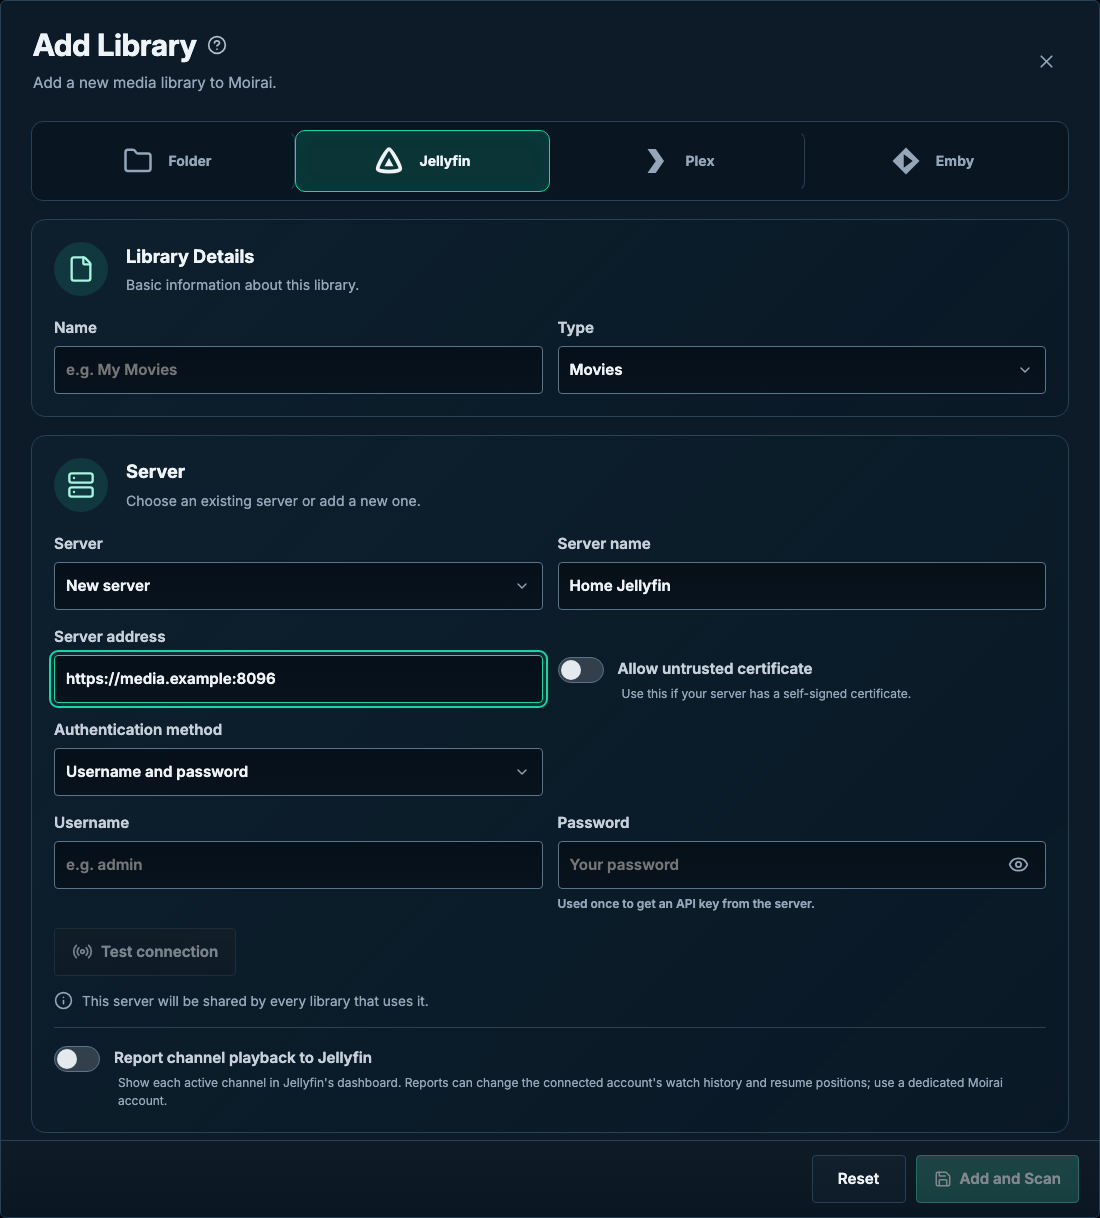 Add Library
Add a new media library to Moirai.
Folder
Jellyfin
Plex
Emby
Library Details
Basic information about this library.
Name
Type
e.g. My Movies
Movies
Server
Choose an existing server or add a new one.
Server
Server name
New server
Home Jellyfin
Server address
https://media.example:8096
Allow untrusted certificate
Use this if your server has a self-signed certificate.
Authentication method
Username and password
Username
Password
e.g. admin
Your password
Used once to get an API key from the server.
Test connection
This server will be shared by every library that uses it.
Report channel playback to Jellyfin
Show each active channel in Jellyfin's dashboard. Reports can change the connected account's watch history and resume positions; use a dedicated Moirai
account.
Reset
Add and Scan